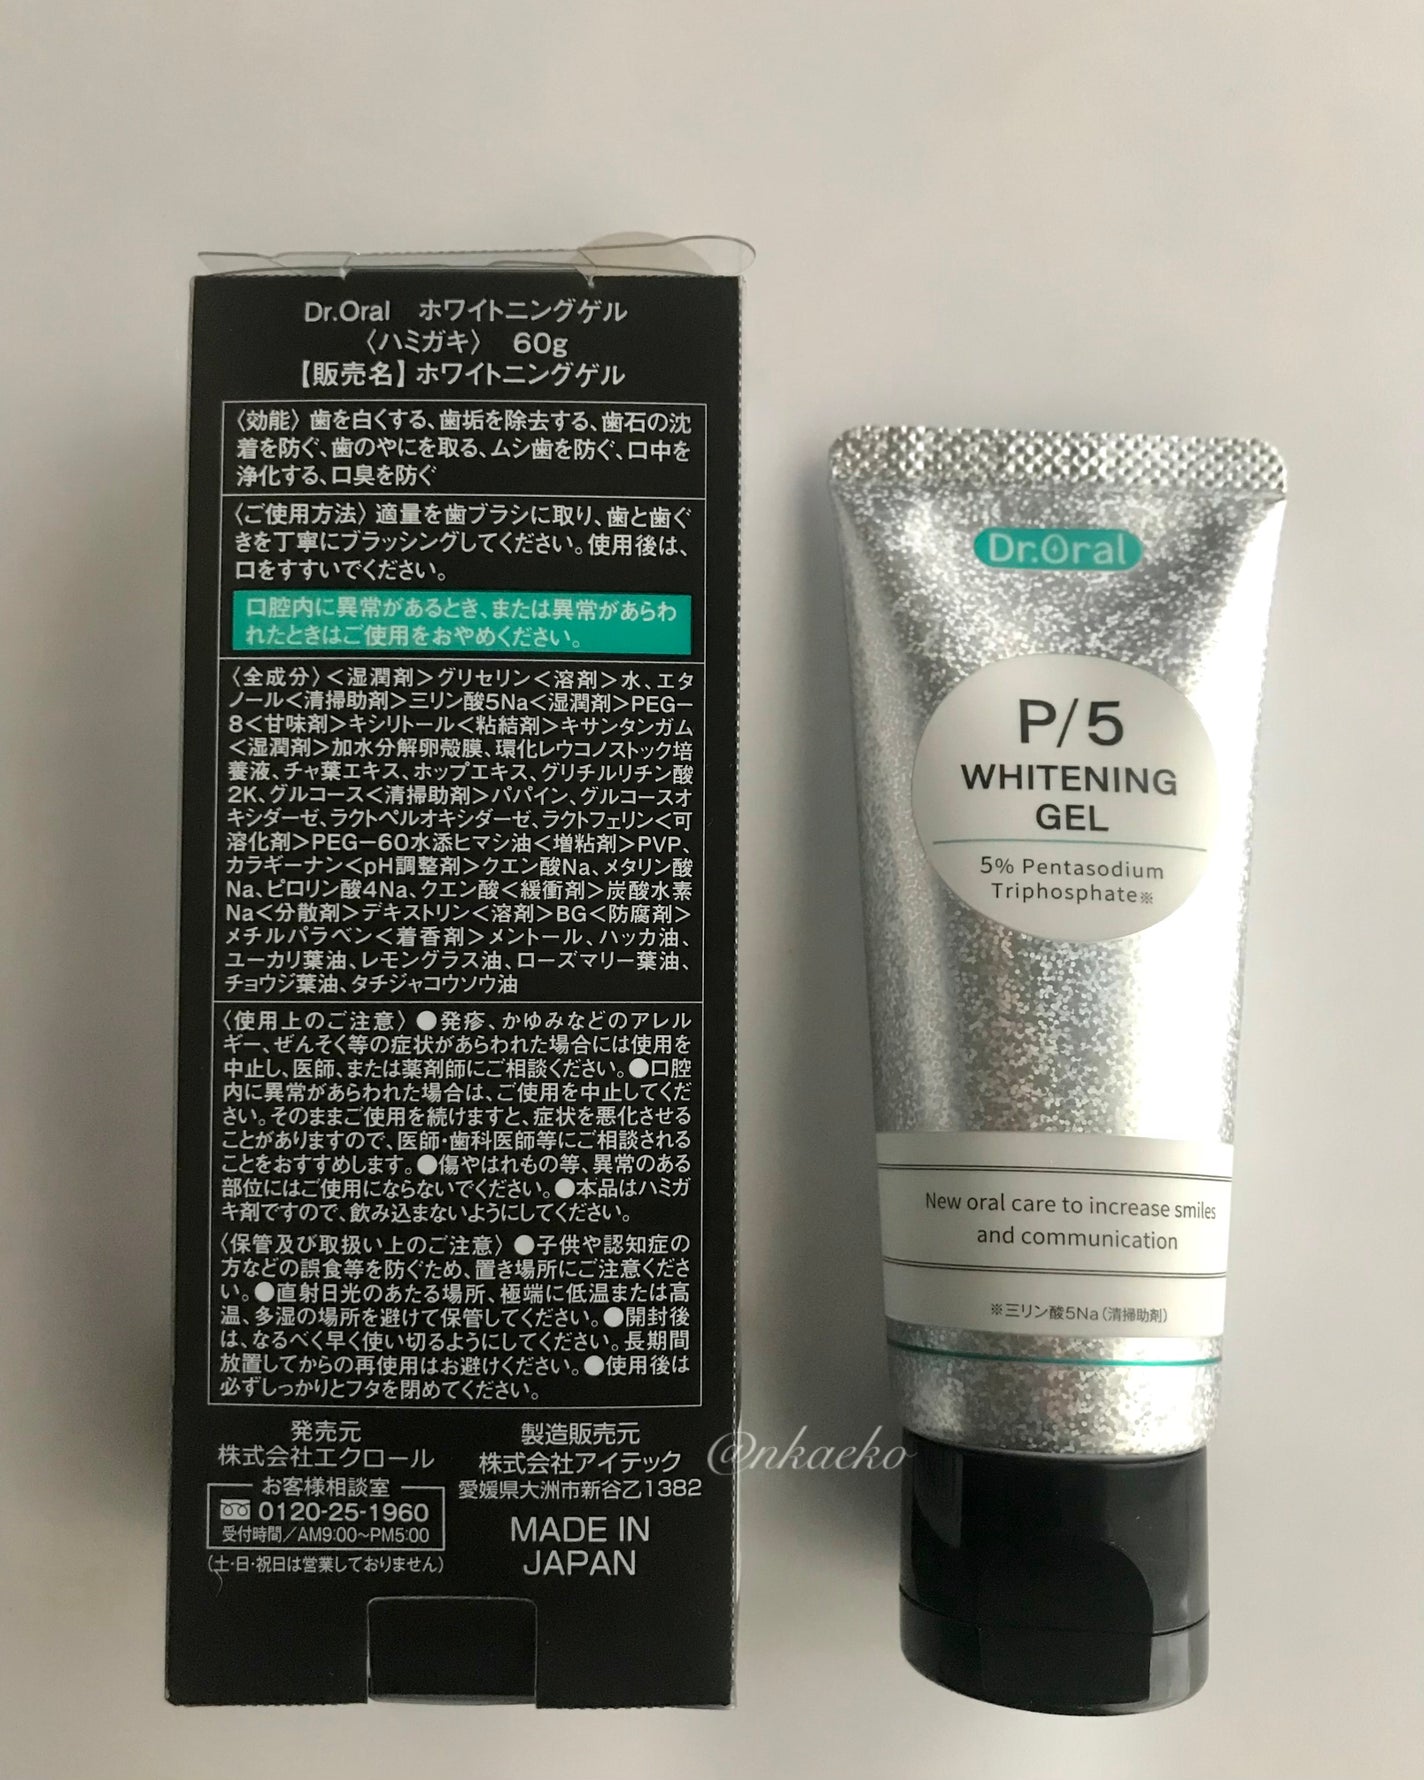 Dr.Oral ホワイトニングゲル
〈ハミガキ〉 60g
【販売名】ホワイトニングゲル
〈効能〉歯を白くする、歯垢を除去する、歯石の沈
着を防ぐ、歯のやにを取る、ムシ歯を防ぐ、口中を
浄化する、口臭を防ぐ
〈ご使用方法〉適量を歯ブラシに取り、歯と歯ぐ
きを丁寧にブラッシングしてください。使用後は、
口をすすいでください。
口腔内に異常があるとき、または異常があらわ
れたときはご使用をおやめください。
〈全成分〉<湿潤剤>グリセリン<溶剤>水、エタ
ノール<清掃助剤>三リン酸5Na<湿潤剤>PEG-
8<甘味剤>キシリトール<粘結剤>キサンタンガム
<湿潤剤>加水分解卵殻膜、環化レウコノストック培
養液、チャ葉エキス、ホップエキス、グリチルリチン酸
2K、グルコース<清掃助剤>パパイン、グルコースオ
キシダーゼ、ラクトペルオキシダーゼ、ラクトフェリン<可
溶化剤>PEG-60水添ヒマシ油<増粘剤>PVP、
カラギーナン<pH調整剤>クエン酸Na、メタリン酸
Na、ピロリン酸4Na、クエン酸<緩衝剤>炭酸水素
Na<分散剤>デキストリン<溶剤>BG<防腐剤>
メチルパラベン<着香剤>メントール、ハッカ油、
ユーカリ葉油、レモングラス油、ローズマリー葉油、
チョウジ葉油、タチジャコウソウ油
〈使用上のご注意〉●発疹、かゆみなどのアレル
ギー、ぜんそく等の症状があらわれた場合には使用を
中止し、医師、または薬剤師にご相談ください。●口腔
内に異常があらわれた場合は、ご使用を中止してくだ
さい。そのままご使用を続けますと、症状を悪化させる
ことがありますので、医師・歯科医師等にご相談される
ことをおすすめします。●傷やはれもの等、異常のある
部位にはご使用にならないでください。●本品はハミガ
キ剤ですので、飲み込まないようにしてください。
〈保管及び取扱い上のご注意〉●子供や認知症の
方などの誤食等を防ぐため、置き場所にご注意くださ
い。●直射日光のあたる場所、極端に低温または高
温、多湿の場所を避けて保管してください。●開封後
は、なるべく早く使い切るようにしてください。長期間
放置してからの再使用はお避けください。●使用後は
必ずしっかりとフタを閉めてください。
発売元
株式会社エクロール
お客様相談室
0120-25-1960
受付時間/AM9:00~PM5:00
(土・日・祝日は営業しておりません)
製造販売元
株式会社アイテック
愛媛県大洲市新谷乙1382
MADE IN
JAPAN
@nkaeko
Dr.Oral
P/5
WHITENING
GEL
5% Pentasodium
Triphosphate※
New oral care to increase smiles
and communication
※三リン酸5Na(清掃助剤)